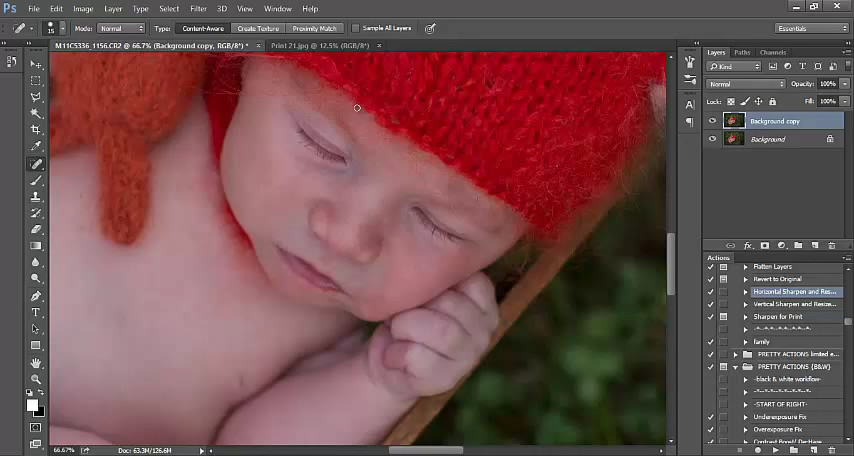 Ps File Edit Image Layer Type Select Filter 3D View Window Help
15 Mode: Normal Type: Content-Aware Create Texture Proximity Match Sample All Layers Essentials
M11C5336_1156.CR2 @ 66.7% (Background copy, RGB/8*) * × Print 21.jpg @ 12.5% (RGB/8*) ×
Layers Paths Channels
Kind
Normal Opacity: 100%
Lock: Fill: 100%
Background copy
Background
Actions
Flatten Layers
Revert to Original
Horizontal Sharpen and Res...
Vertical Sharpen and Resize...
Sharpen for Print
-*-*-*-*-*-*-*-*-
family
PRETTY ACTIONS limited e...
PRETTY ACTIONS {B&W}
-black & white workflow-
-*-*-*-*-*-*-*-*-
-START OF RIGHT-
Underexposure Fix
Overexposure Fix
Contrast Boost/ DeHaze
66.67% Doc: 63.3M/126.6M